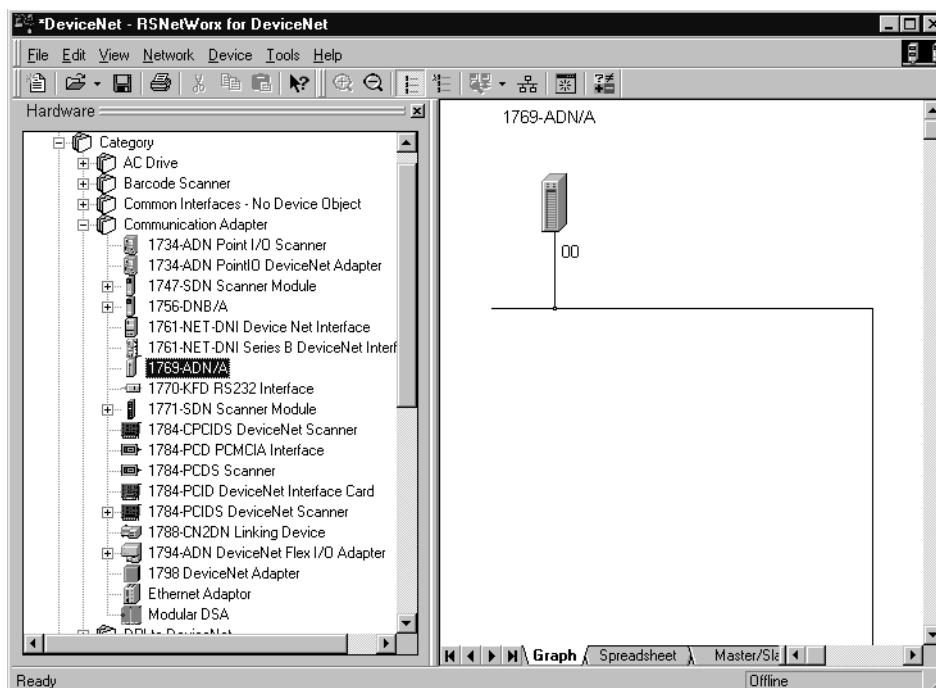 *DeviceNet - RSNetWorx for DeviceNet
File Edit View Network Device Tools Help
Hardware
Category
AC Drive
Barcode Scanner
Common Interfaces - No Device Object
Communication Adapter
1734-ADN Point I/O Scanner
1734-ADN PointIO DeviceNet Adapter
1747-SDN Scanner Module
1756-DNB/A
1761-NET-DNI Device Net Interface
1761-NET-DNI Series B DeviceNet Interf
1769-ADN/A
1770-KFD RS232 Interface
1771-SDN Scanner Module
1784-CPCIDS DeviceNet Scanner
1784-PCD PCMCIA Interface
1784-PCDS Scanner
1784-PCID DeviceNet Interface Card
1784-PCIDS DeviceNet Scanner
1788-CN2DN Linking Device
1794-ADN DeviceNet Flex I/O Adapter
1798 DeviceNet Adapter
Ethernet Adaptor
Modular DSA
DPI to DeviceNet
1769-ADN/A
00
Graph Spreadsheet Master/Sla
Ready Offline